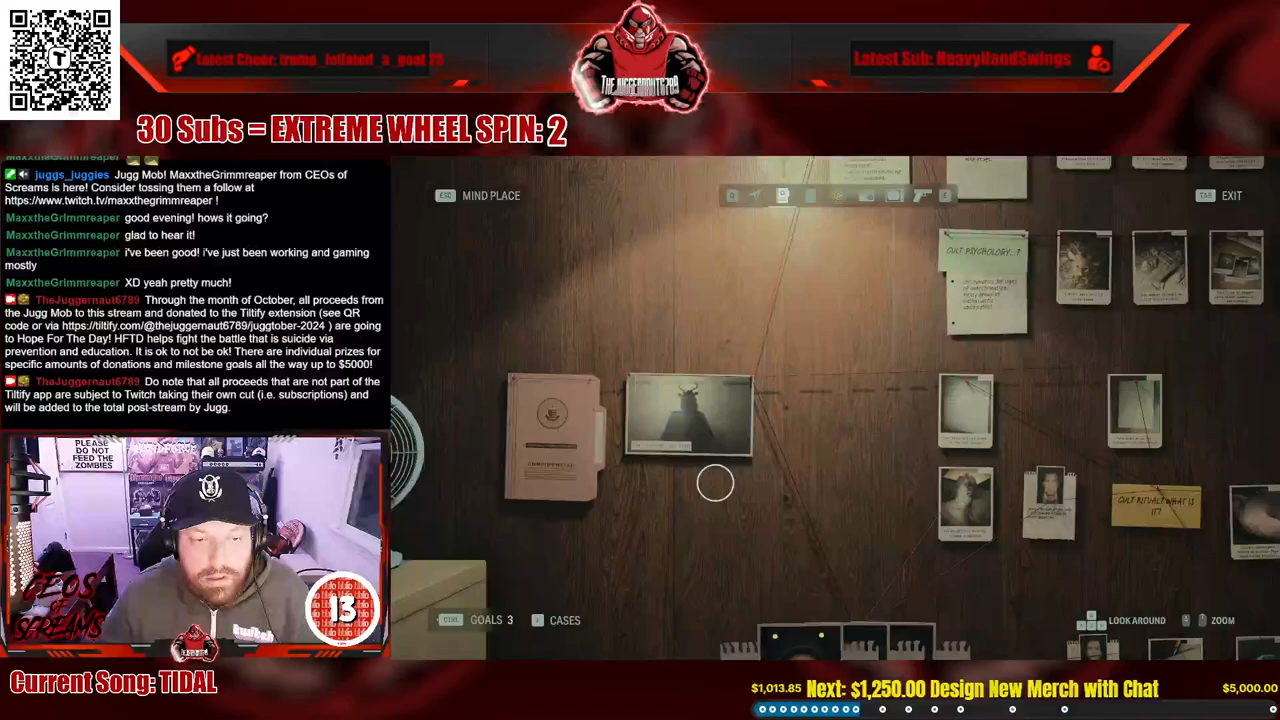 Latest Cheer: trump_fellated_a_goat 25
THEJUGGERNAUT6789
Latest Sub: HeavyHandSwings
30 Subs = EXTREME WHEEL SPIN: 2
MaxxtheGrimmreaper
juggs_juggies Jugg Mob! MaxxtheGrimmreaper from CEOs of
Screams is here! Consider tossing them a follow at
https://www.twitch.tv/maxxthegrimmreaper !
MaxxtheGrimmreaper good evening! hows it going?
MaxxtheGrimmreaper glad to hear it!
MaxxtheGrimmreaper i've been good! i've just been working and gaming
mostly
MaxxtheGrimmreaper XD yeah pretty much!
TheJuggernaut6789 Through the month of October, all proceeds from
the Jugg Mob to this stream and donated to the Tiltify extension (see QR
code or via https://tiltify.com/@thejuggernaut6789/juggtober-2024 ) are going
to Hope For The Day! HFTD helps fight the battle that is suicide via
prevention and education. It is ok to not be ok! There are individual prizes for
specific amounts of donations and milestone goals all the way up to $5000!
TheJuggernaut6789 Do note that all proceeds that are not part of the
Tiltify app are subject to Twitch taking their own cut (i.e. subscriptions) and
will be added to the total post-stream by Jugg.
ESC MIND PLACE
Q
E
TAB EXIT
CULT PSYCHOLOGY...?
CULT RITUAL? WHAT IS
IT?
CTRL GOALS 3
CASES
LOOK AROUND
ZOOM
PLEASE
DO NOT
FEED THE
ZOMBIES
CEOS
OF
SCREAMS
13
twitch
Current Song: TIDAL
$1,013.85 Next: $1,250.00 Design New Merch with Chat $5,000.00